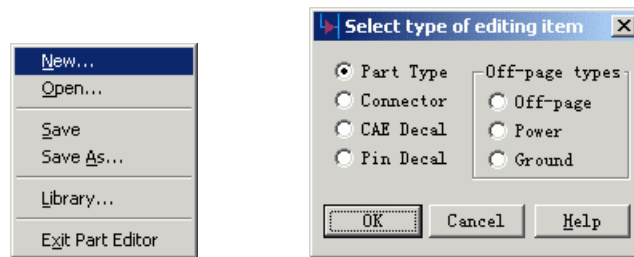 New...
Open...
Save
Save As...
Library...
Exit Part Editor
Select type of editing item
Part Type
Connector
CAE Decal
Pin Decal
Off-page types
Off-page
Power
Ground
OK
Cancel
Help